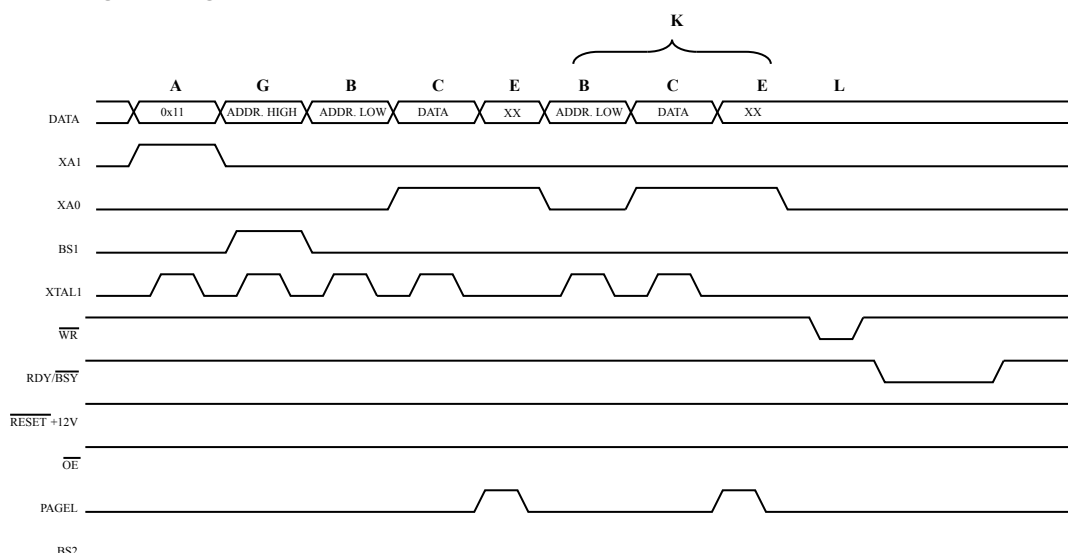 K
A G B C E B C E L
DATA 0x11 ADDR. HIGH ADDR. LOW DATA XX ADDR. LOW DATA XX
XA1
XA0
BS1
XTAL1
WR
RDY/BSY
RESET +12V
OE
PAGEL
BS2